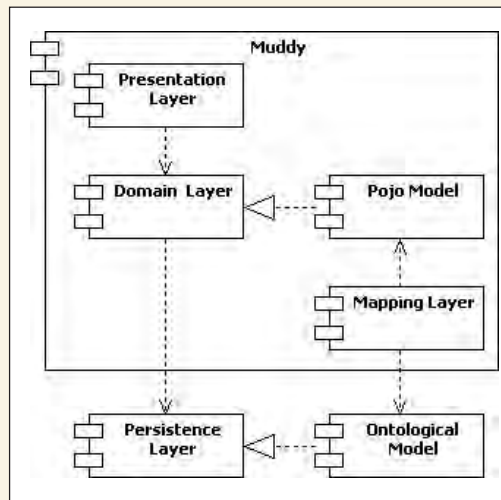 Muddy
Presentation
Layer
Domain Layer
Pojo Model
Mapping Layer
Persistence
Layer
Ontological
Model